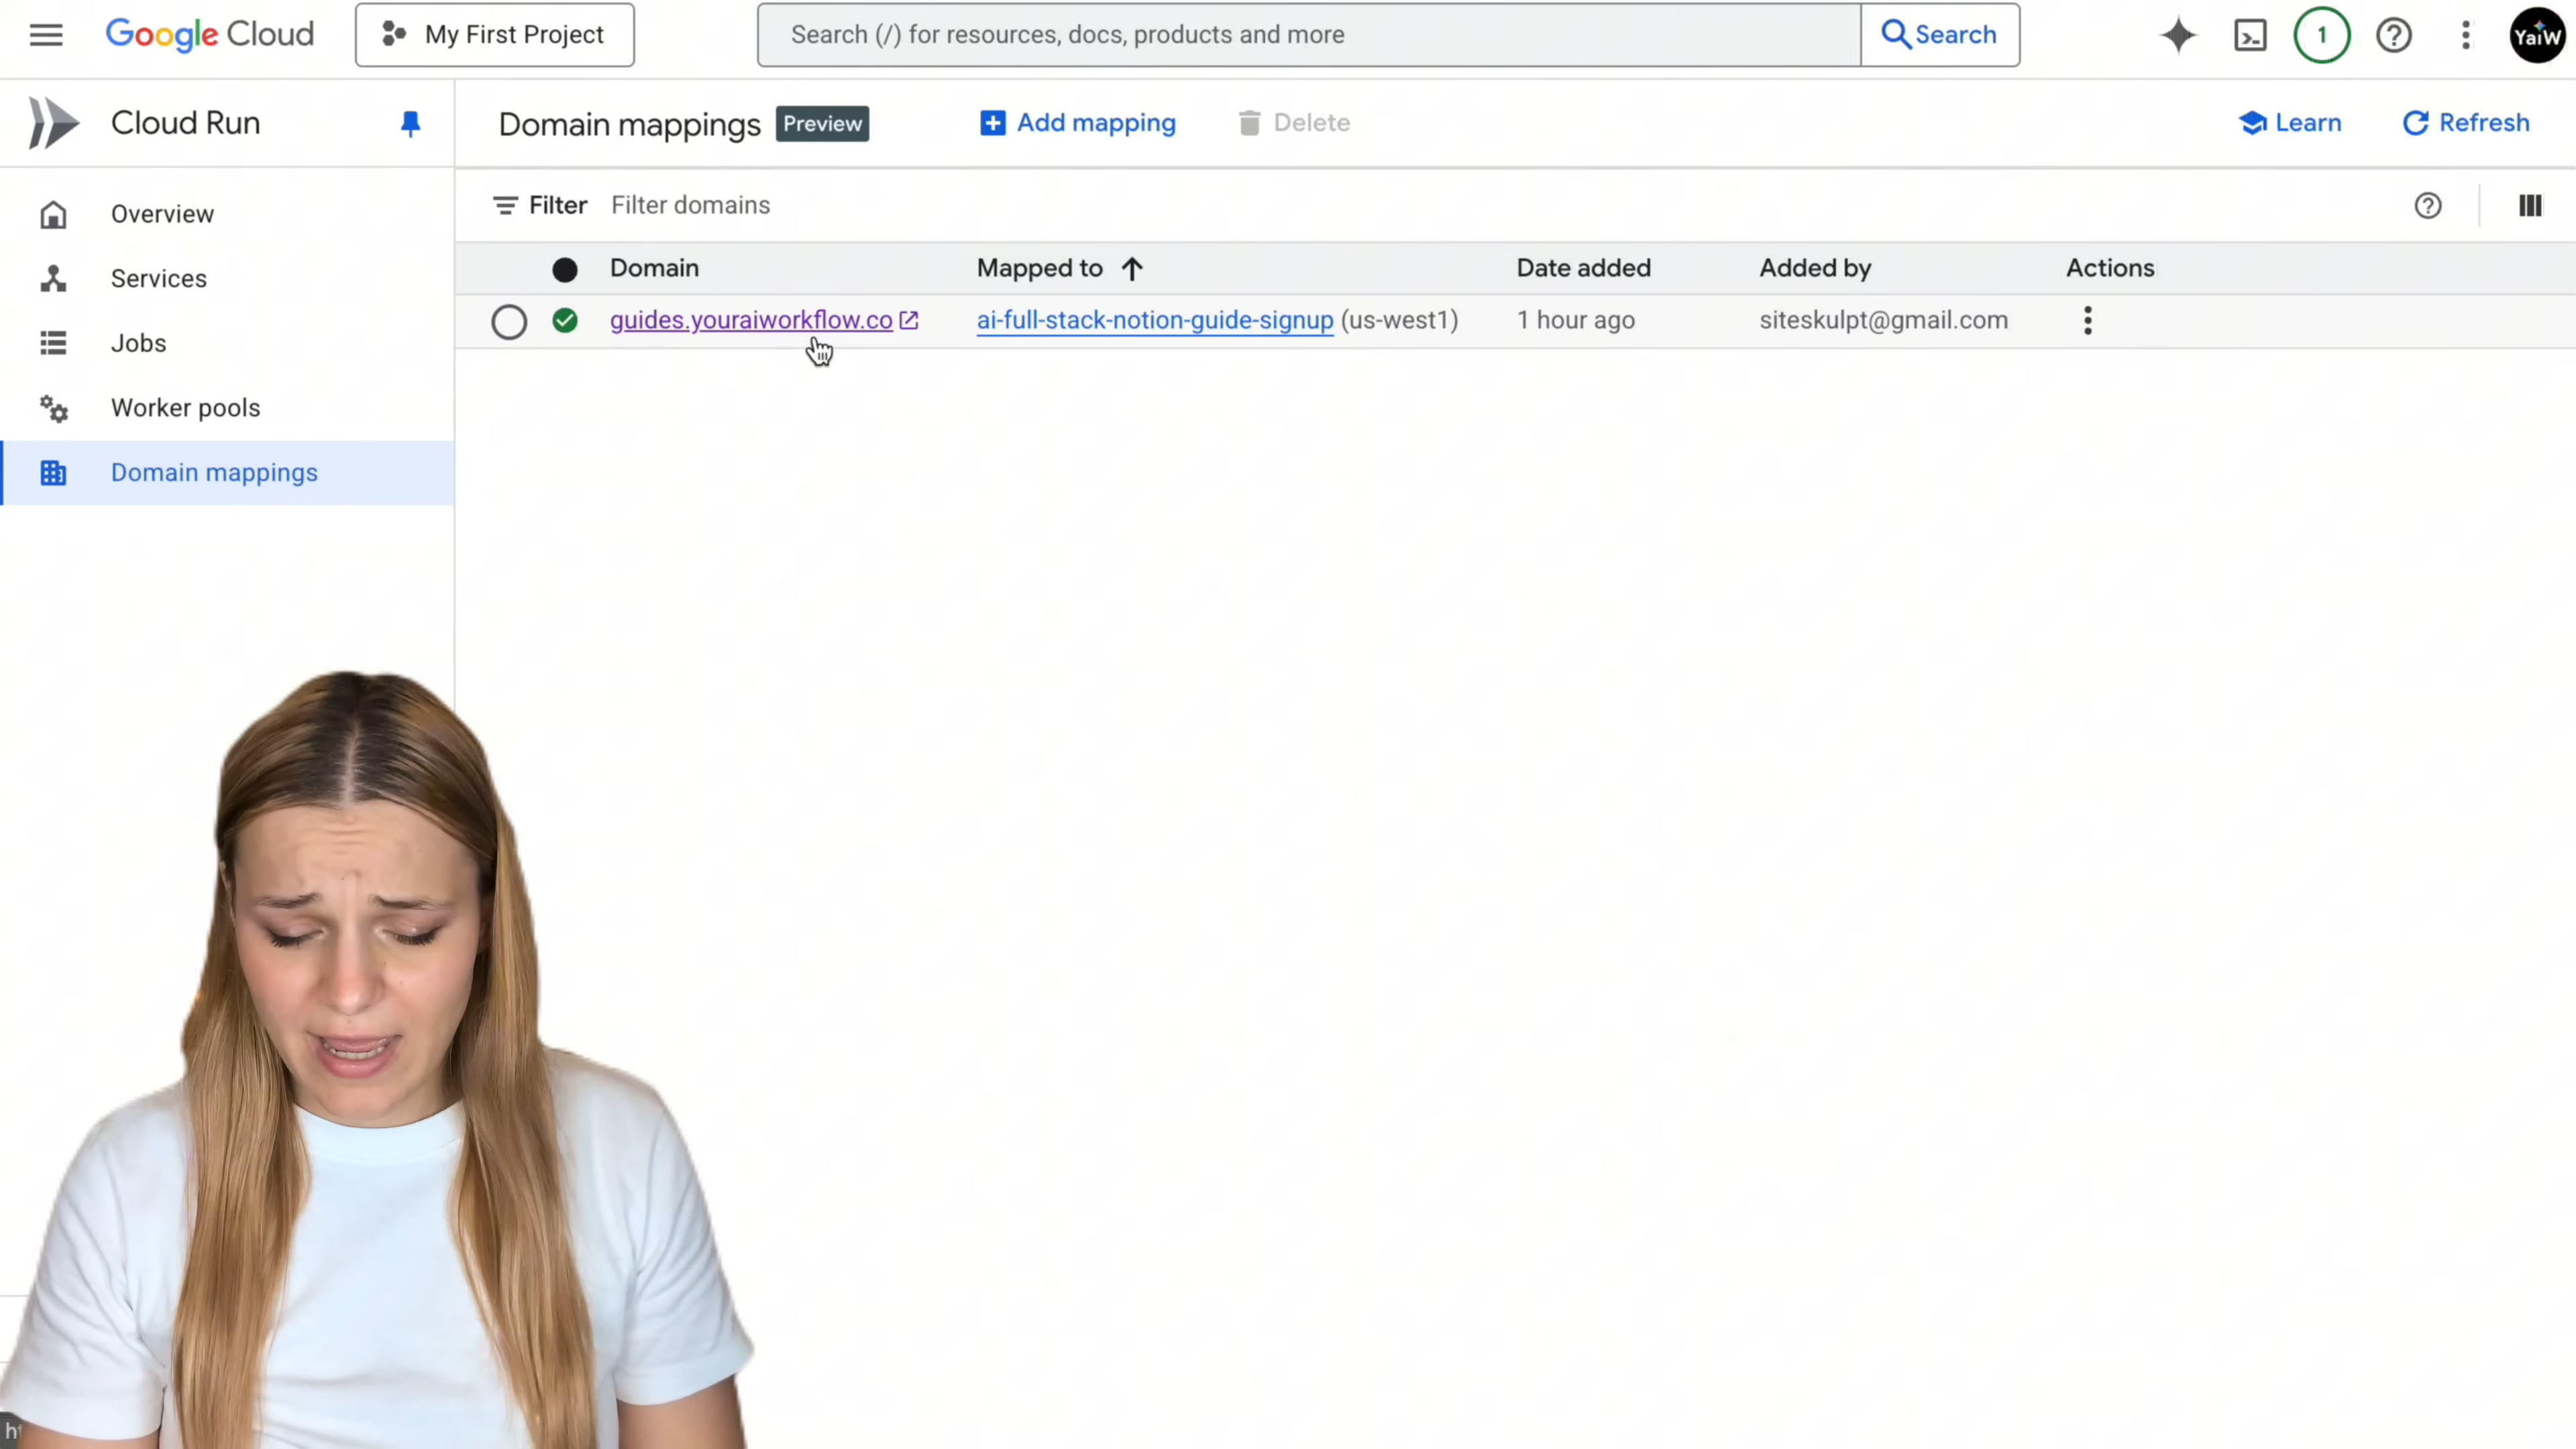 Google Cloud
My First Project
Search (/) for resources, docs, products and more
Search
1
YaiW
Cloud Run
Domain mappings
Preview
Add mapping
Delete
Learn
Refresh
Overview
Services
Jobs
Worker pools
Domain mappings
Filter
Filter domains
Domain
Mapped to
Date added
Added by
Actions
guides.youraiworkflow.co
ai-full-stack-notion-guide-signup (us-west1)
1 hour ago
siteskulpt@gmail.com